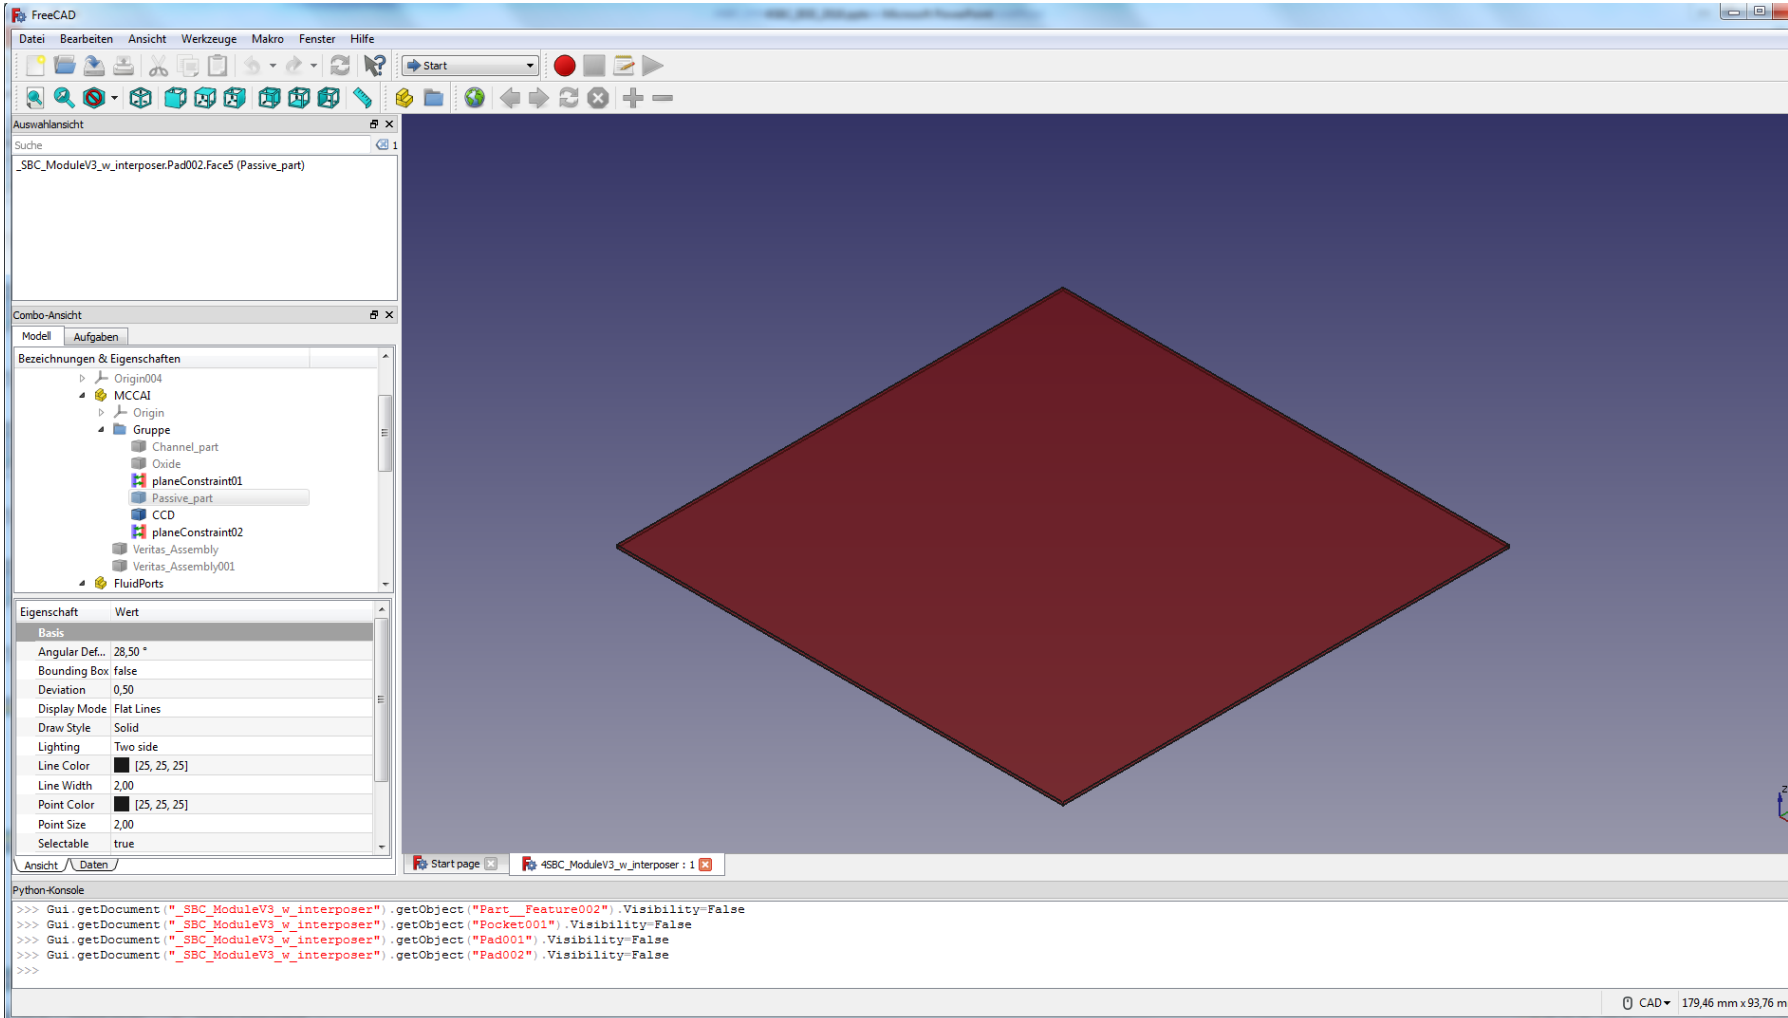 FreeCAD
Datei Bearbeiten Ansicht Werkzeuge Makro Fenster Hilfe
Start
Auswahlansicht
Suche
1
_SBC_ModuleV3_w_interposer.Pad002.Face5 (Passive_part)
Combo-Ansicht
Modell Aufgaben
Bezeichnungen & Eigenschaften
Origin004
MCCAI
Origin
Gruppe
Channel_part
Oxide
planeConstraint01
Passive_part
CCD
planeConstraint02
Veritas_Assembly
Veritas_Assembly001
FluidPorts
Eigenschaft Wert
Basis
Angular Def... 28,50 °
Bounding Box false
Deviation 0,50
Display Mode Flat Lines
Draw Style Solid
Lighting Two side
Line Color [25, 25, 25]
Line Width 2,00
Point Color [25, 25, 25]
Point Size 2,00
Selectable true
Ansicht Daten
z
Start page 4SBC_ModuleV3_w_interposer : 1
Python-Konsole
>>> Gui.getDocument("_SBC_ModuleV3_w_interposer").getObject("Part__Feature002").Visibility=False
>>> Gui.getDocument("_SBC_ModuleV3_w_interposer").getObject("Pocket001").Visibility=False
>>> Gui.getDocument("_SBC_ModuleV3_w_interposer").getObject("Pad001").Visibility=False
>>> Gui.getDocument("_SBC_ModuleV3_w_interposer").getObject("Pad002").Visibility=False
>>>
CAD 179,46 mm x 93,76 m